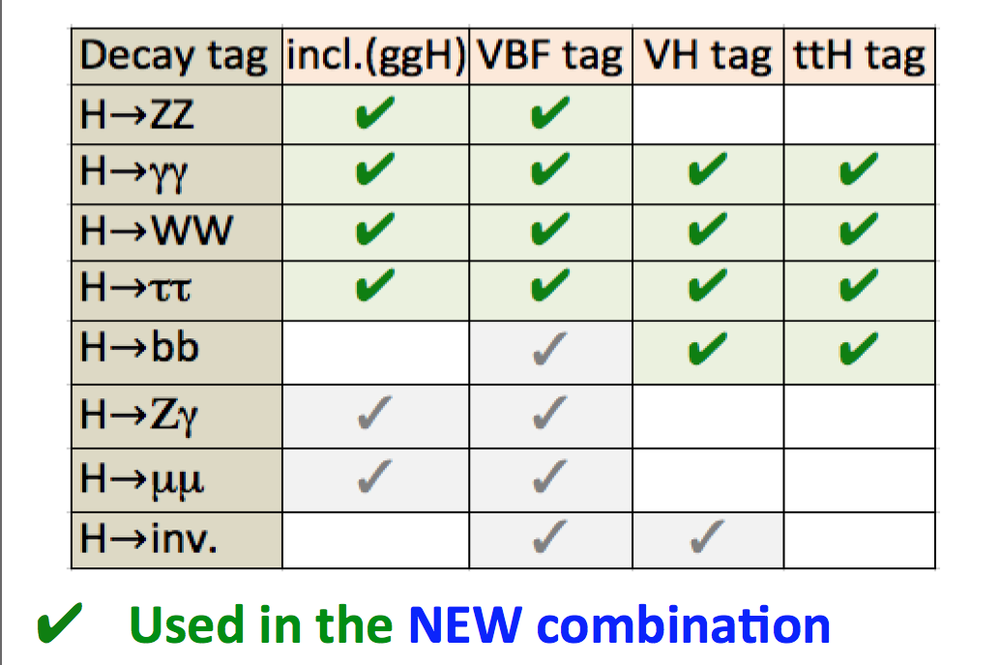 Decay tag incl.(ggH) VBF tag VH tag ttH tag
H→ZZ ✔ ✔
H→γγ ✔ ✔ ✔ ✔
H→WW ✔ ✔ ✔ ✔
H→ττ ✔ ✔ ✔ ✔
H→bb ✓ ✔ ✔
H→Zγ ✓ ✓
H→μμ ✓ ✓
H→inv. ✓ ✓
✔ Used in the NEW combination